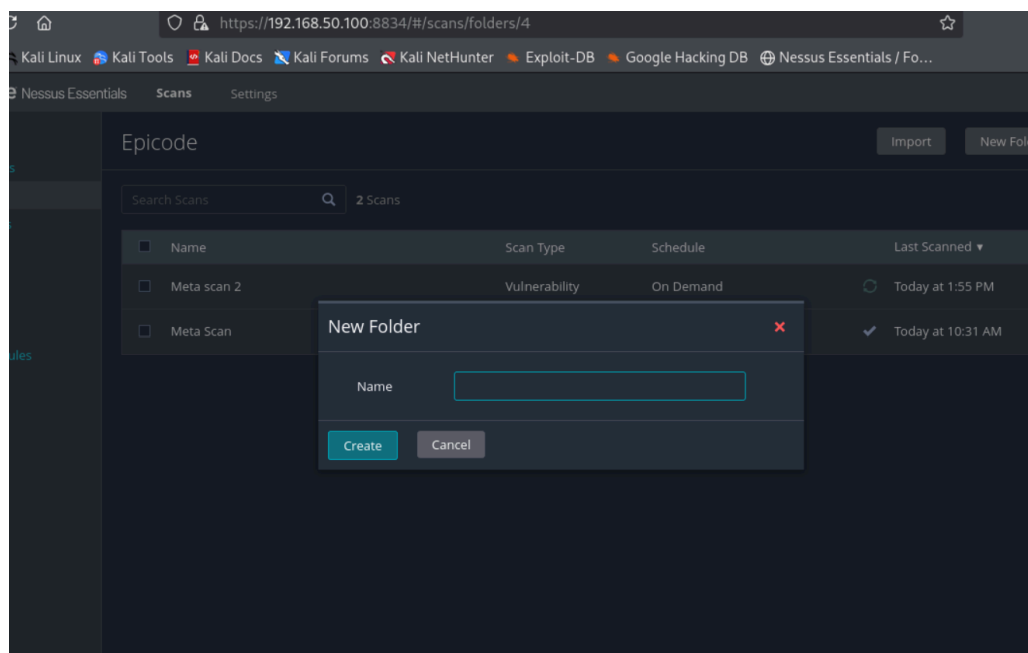 https://192.168.50.100:8834/#/scans/folders/4
Kali Linux Kali Tools Kali Docs Kali Forums Kali NetHunter Exploit-DB Google Hacking DB Nessus Essentials / Fo…
Nessus Essentials Scans Settings
Epicode Import New Fol
Search Scans 2 Scans
Name Scan Type Schedule Last Scanned
Meta scan 2 Vulnerability On Demand Today at 1:55 PM
Meta Scan Today at 10:31 AM
New Folder
ules
Name
Create Cancel